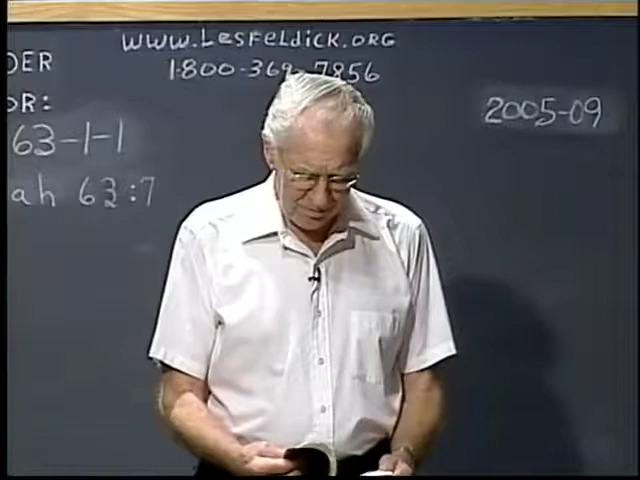 www.LesFeldick.org
DER
1-800-369-7856
OR:
2005-09
63-1-1
ah 63:7